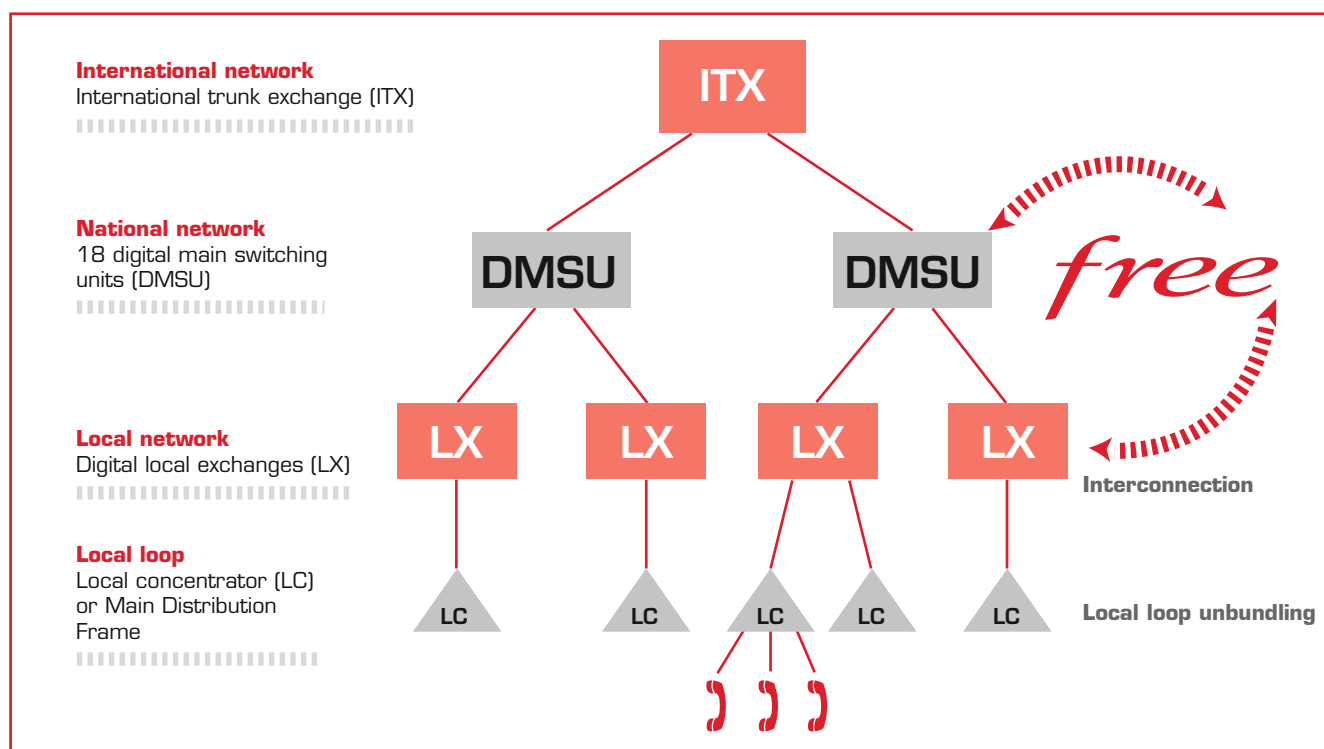 International network
International trunk exchange (ITX)
ITX
National network
18 digital main switching
units (DMSU)
DMSU
DMSU
free
Local network
Digital local exchanges (LX)
LX
LX
LX
LX
Interconnection
Local loop
Local concentrator (LC)
or Main Distribution
Frame
LC
LC
LC
LC
LC
Local loop unbundling